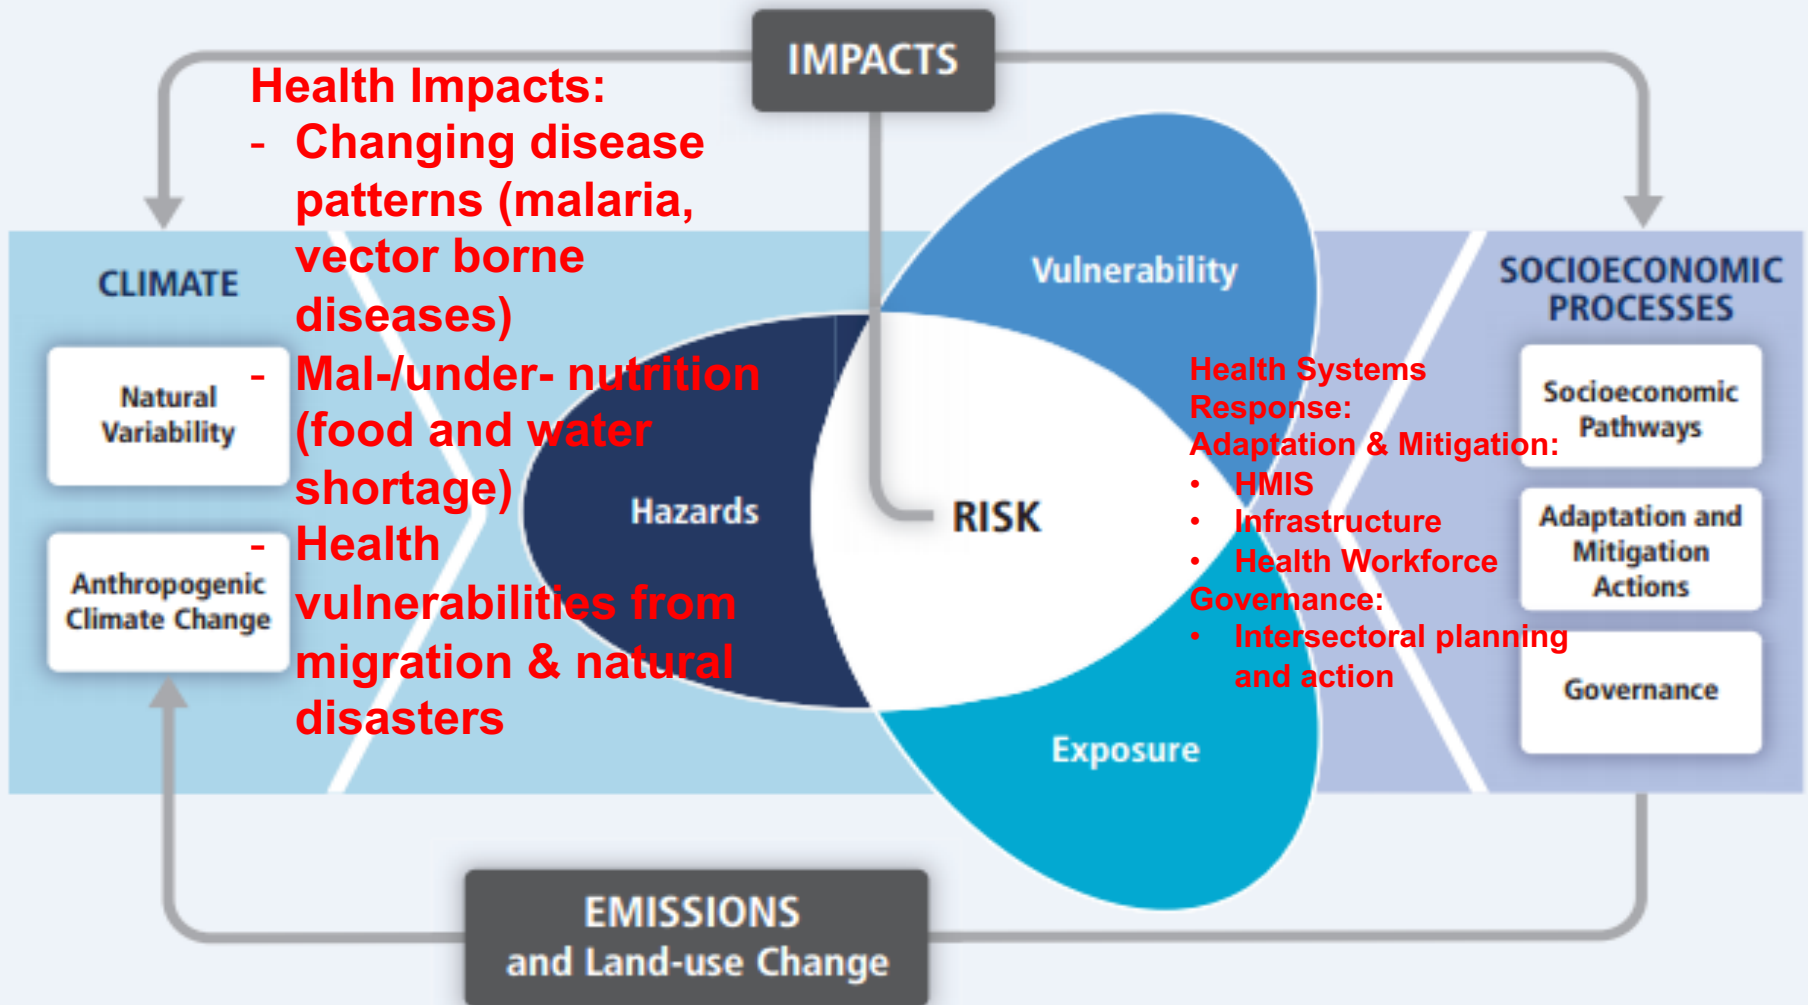 IMPACTS
Health Impacts:
- Changing disease
patterns (malaria,
vector borne
diseases)
- Mal-/under- nutrition
(food and water
shortage)
- Health
vulnerabilities from
migration & natural
disasters
CLIMATE
Natural
Variability
Anthropogenic
Climate Change
Vulnerability
Hazards
RISK
Exposure
Health Systems
Response:
Adaptation & Mitigation:
• HMIS
• Infrastructure
• Health Workforce
Governance:
• Intersectoral planning
and action
SOCIOECONOMIC
PROCESSES
Socioeconomic
Pathways
Adaptation and
Mitigation
Actions
Governance
EMISSIONS
and Land-use Change